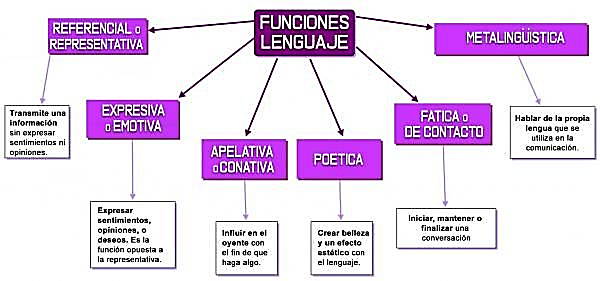 FUNCIONES
LENGUAJE
REFERENCIAL o
REPRESENTATIVA
METALINGÜÍSTICA
EXPRESIVA
o EMOTIVA
APELATIVA
o CONATIVA
POETICA
FATICA o
DE CONTACTO
Transmite una
información
sin expresar
sentimientos ni
opiniones.
Expresar
sentimientos,
opiniones, o
deseos. Es la
función opuesta a
la representativa.
Influir en el
oyente con
el fin de que
haga algo.
Crear belleza
y un efecto
estético con
el lenguaje.
Iniciar, mantener o
finalizar una
conversación
Hablar de la propia
lengua que se
utiliza en la
comunicación.